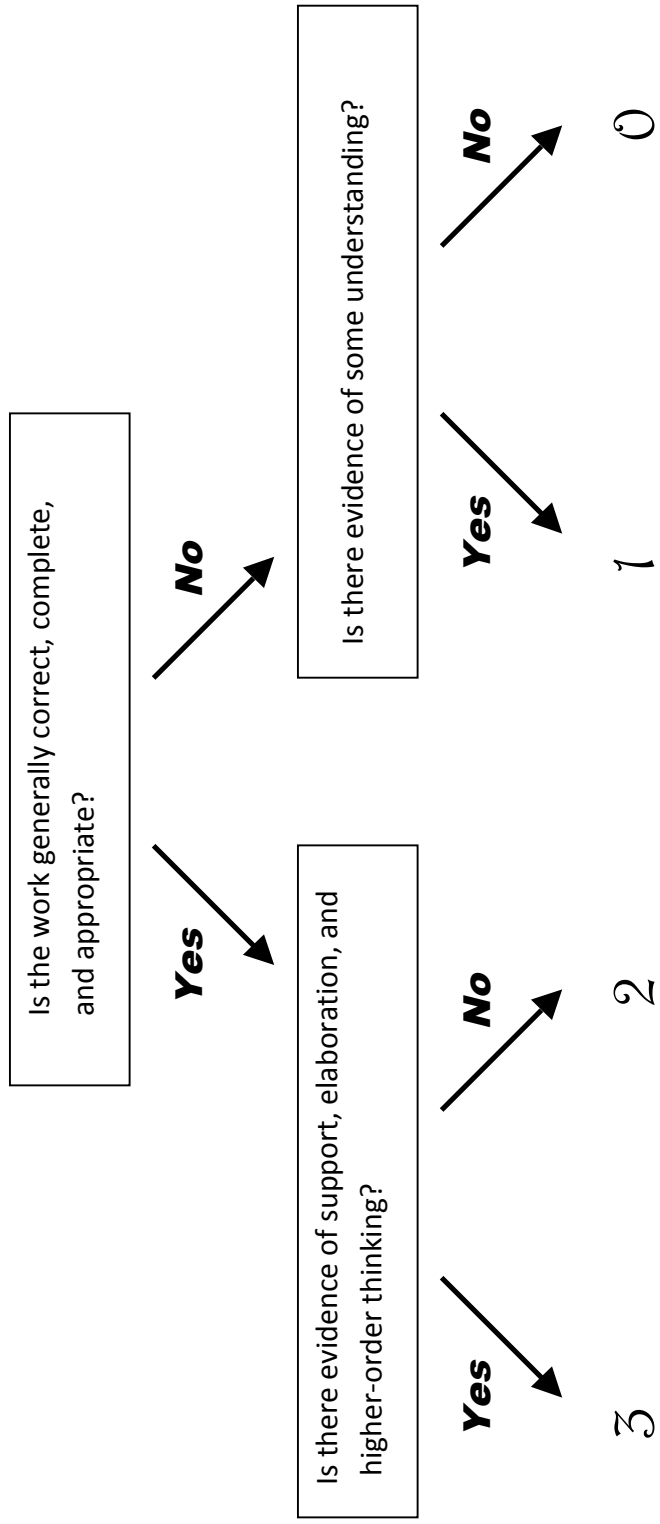 Is the work generally correct, complete,
and appropriate?
Yes
No
Is there evidence of support, elaboration, and
higher-order thinking?
Is there evidence of some understanding?
Yes
No
Yes
No
3
2
1
0